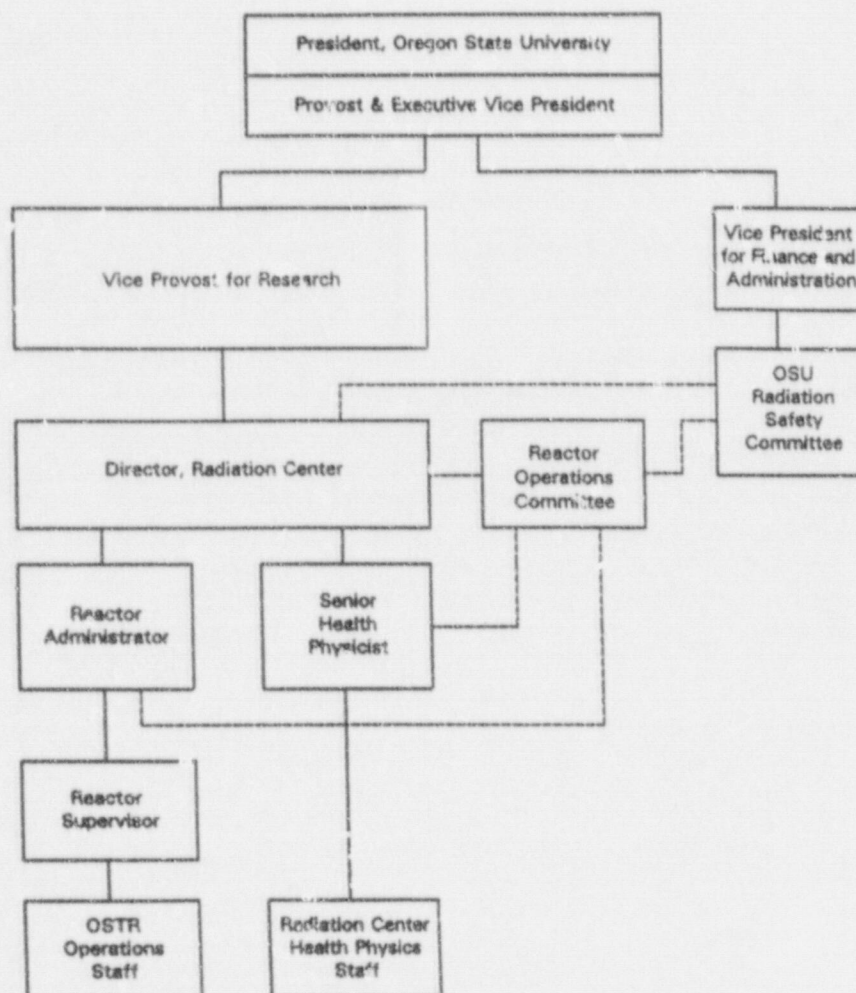 President, Oregon State University
Provost & Executive Vice President
Vice Provost for Research
Vice President
for Finance and
Administration
OSU
Radiation
Safety
Committee
Director, Radiation Center
Reactor
Operations
Committee
Reactor
Administrator
Senior
Health
Physicist
Reactor
Supervisor
OSTR
Operations
Staff
Radiation Center
Health Physics
Staff